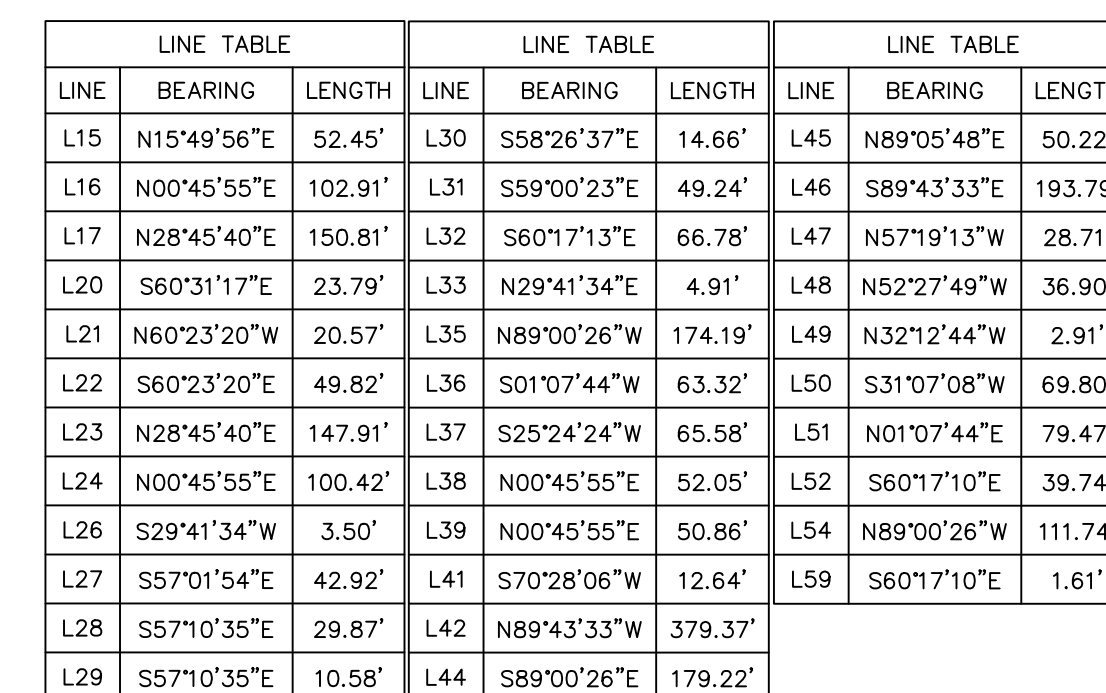 LINE TABLE
LINE BEARING LENGTH
L15 N15°49'56"E 52.45'
L16 N00°45'55"E 102.91'
L17 N28°45'40"E 150.81'
L20 S60°31'17"E 23.79'
L21 N60°23'20"W 20.57'
L22 S60°23'20"E 49.82'
L23 N28°45'40"E 147.91'
L24 N00°45'55"E 100.42'
L26 S29°41'34"W 3.50'
L27 S57°01'54"E 42.92'
L28 S57°10'35"E 29.87'
L29 S57°10'35"E 10.58'
LINE TABLE
LINE BEARING LENGTH
L30 S58°26'37"E 14.66'
L31 S59°00'23"E 49.24'
L32 S60°17'13"E 66.78'
L33 N29°41'34"E 4.91'
L35 N89°00'26"W 174.19'
L36 S01°07'44"W 63.32'
L37 S25°24'24"W 65.58'
L38 N00°45'55"E 52.05'
L39 N00°45'55"E 50.86'
L41 S70°28'06"W 12.64'
L42 N89°43'33"W 379.37'
L44 S89°00'26"E 179.22'
LINE TABLE
LINE BEARING LENGT
L45 N89°05'48"E 50.22
L46 S89°43'33"E 193.79
L47 N57°19'13"W 28.71
L48 N52°27'49"W 36.90
L49 N32°12'44"W 2.91'
L50 S31°07'08"W 69.80
L51 N01°07'44"E 79.47
L52 S60°17'10"E 39.74
L54 N89°00'26"W 111.74
L59 S60°17'10"E 1.61'